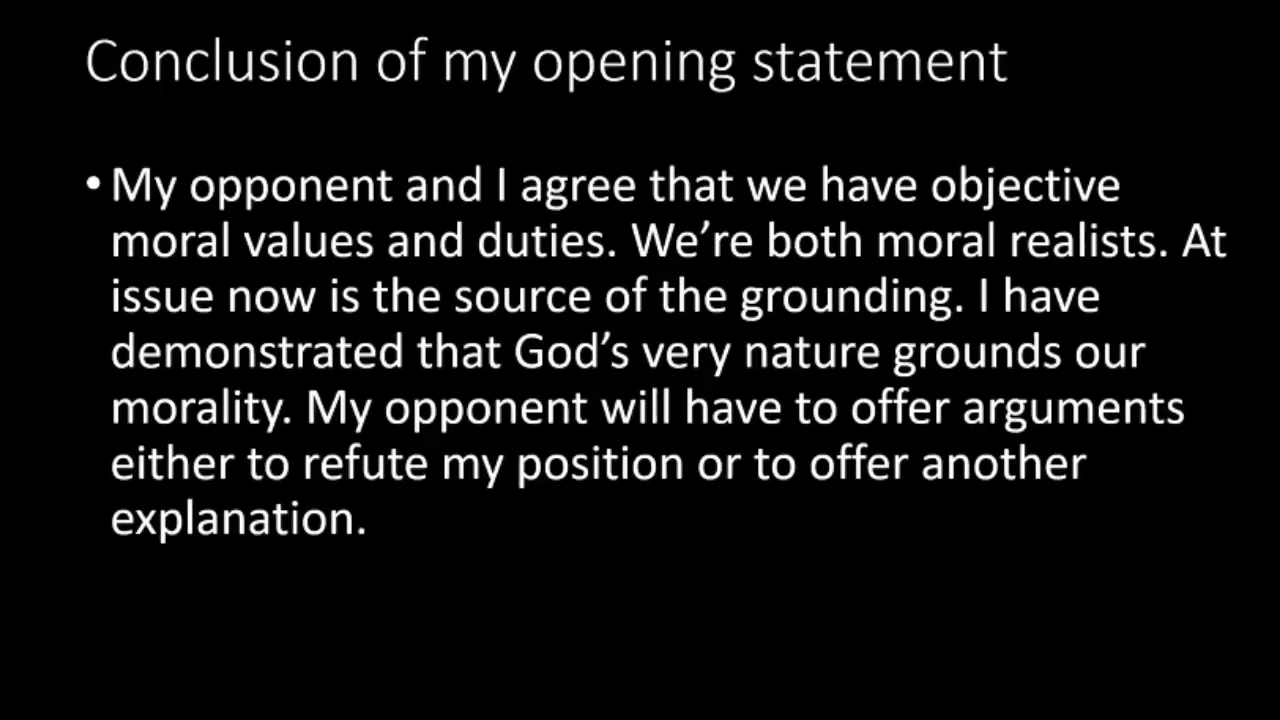 Conclusion of my opening statement
• My opponent and I agree that we have objective
moral values and duties. We’re both moral realists. At
issue now is the source of the grounding. I have
demonstrated that God’s very nature grounds our
morality. My opponent will have to offer arguments
either to refute my position or to offer another
explanation.